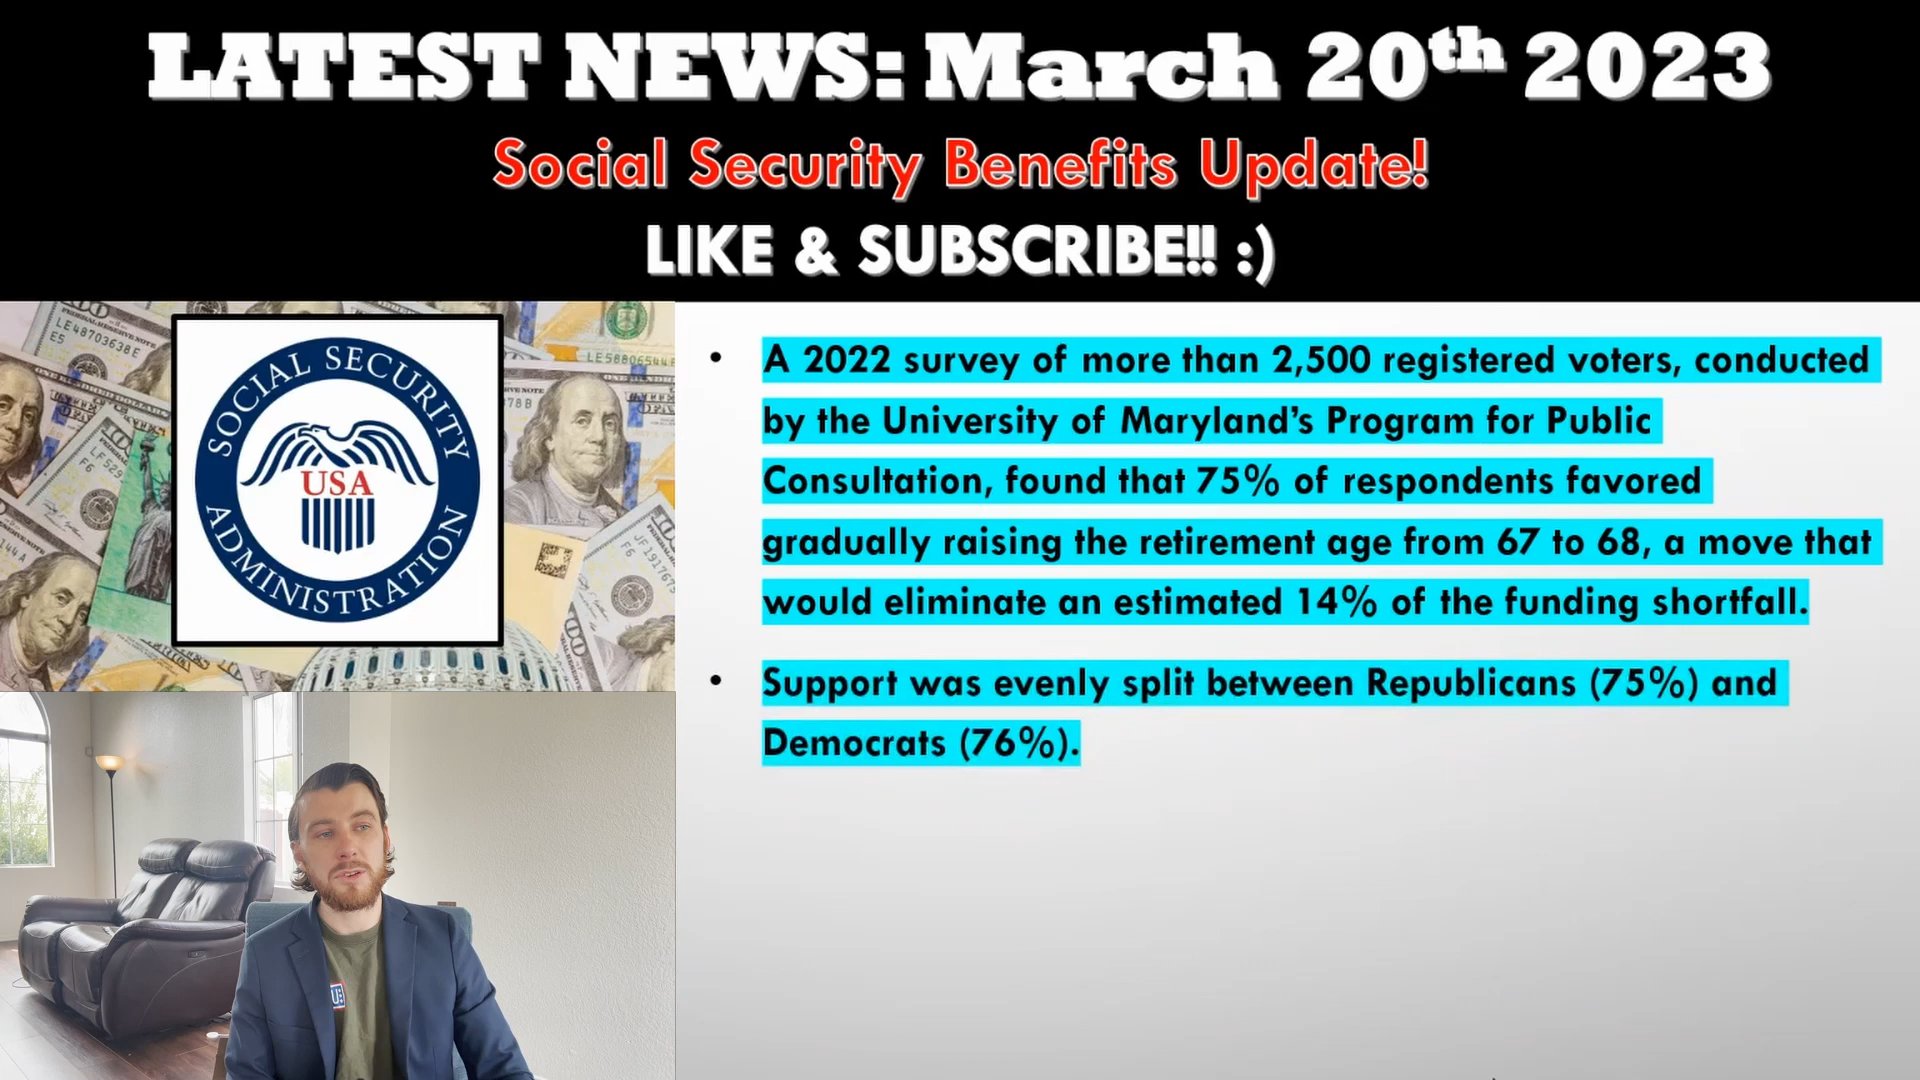 LATEST NEWS: March 20th 2023
Social Security Benefits Update!
LIKE & SUBSCRIBE!! :)
LE48703638E
E5
SOCIAL SECURITY
USA
ADMINISTRATION
• A 2022 survey of more than 2,500 registered voters, conducted
by the University of Maryland’s Program for Public
Consultation, found that 75% of respondents favored
gradually raising the retirement age from 67 to 68, a move that
would eliminate an estimated 14% of the funding shortfall.
• Support was evenly split between Republicans (75%) and
Democrats (76%).